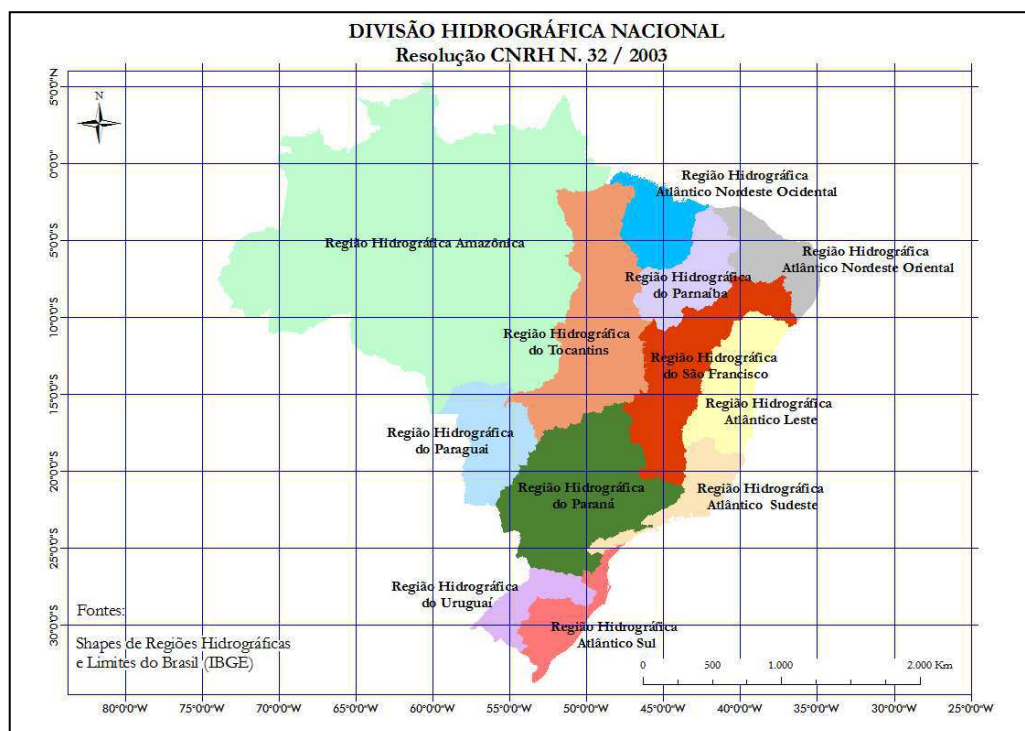 DIVISÃO HIDROGRÁFICA NACIONAL
Resolução CNRH N. 32 / 2003
N
5°0'0"N
0°0'0"
5°0'0"S
10°0'0"S
15°0'0"S
20°0'0"S
25°0'0"S
30°0'0"S
Região Hidrográfica
Atlântico Nordeste Ocidental
Região Hidrográfica Amazônica
Região Hidrográfica
Atlântico Nordeste Oriental
Região Hidrográfica
do Parnaíba
Região Hidrográfica
do Tocantins
Região Hidrográfica
do São Francisco
Região Hidrográfica
Atlântico Leste
Região Hidrográfica
do Paraguai
Região Hidrográfica
do Paraná
Região Hidrográfica
Atlântico Sudeste
Região Hidrográfica
do Uruguaí
Região Hidrográfica
Atlântico Sul
Fontes:
Shapes de Regiões Hidrográficas
e Limites do Brasil (IBGE)
0 500 1.000 2.000 Km
80°0'0"W 75°0'0"W 70°0'0"W 65°0'0"W 60°0'0"W 55°0'0"W 50°0'0"W 45°0'0"W 40°0'0"W 35°0'0"W 30°0'0"W 25°0'0"W